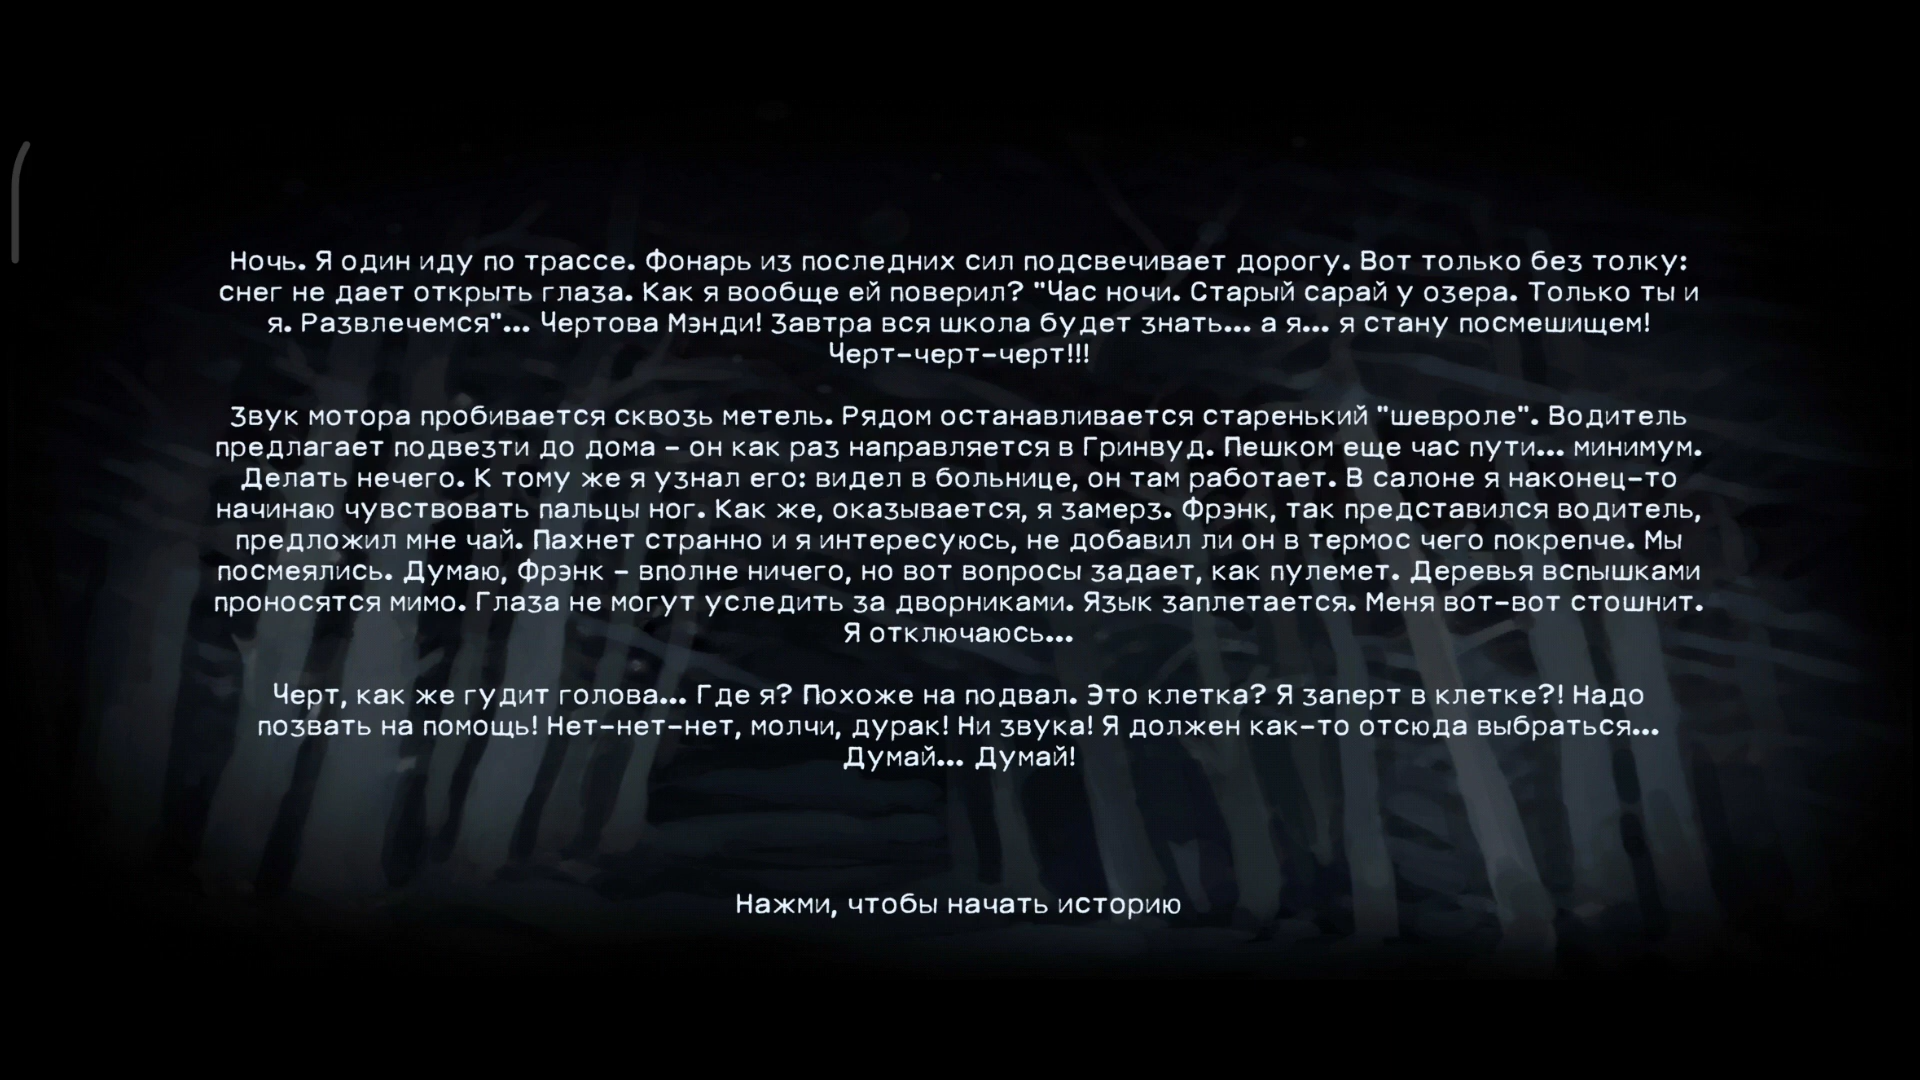 Ночь. Я один иду по трассе. Фонарь из последних сил подсвечивает дорогу. Вот только без толку:
снег не дает открыть глаза. Как я вообще ей поверил? "Час ночи. Старый сарай у озера. Только ты и
я. Развлечемся"... Чертова Мэнди! Завтра вся школа будет знать... а я... я стану посмешищем!
Черт-черт-черт!!!
Звук мотора пробивается сквозь метель. Рядом останавливается старенький "шевроле". Водитель
предлагает подвезти до дома – он как раз направляется в Гринвуд. Пешком еще час пути... минимум.
Делать нечего. К тому же я узнал его: видел в больнице, он там работает. В салоне я наконец-то
начинаю чувствовать пальцы ног. Как же, оказывается, я замерз. Фрэнк, так представился водитель,
предложил мне чай. Пахнет странно и я интересуюсь, не добавил ли он в термос чего покрепче. Мы
посмеялись. Думаю, Фрэнк – вполне ничего, но вот вопросы задает, как пулемет. Деревья вспышками
проносятся мимо. Глаза не могут уследить за дворниками. Язык заплетается. Меня вот-вот стошнит.
Я отключаюсь...
Черт, как же гудит голова... Где я? Похоже на подвал. Это клетка? Я заперт в клетке?! Надо
позвать на помощь! Нет-нет-нет, молчи, дурак! Ни звука! Я должен как-то отсюда выбраться...
Думай... Думай!
Нажми, чтобы начать историю